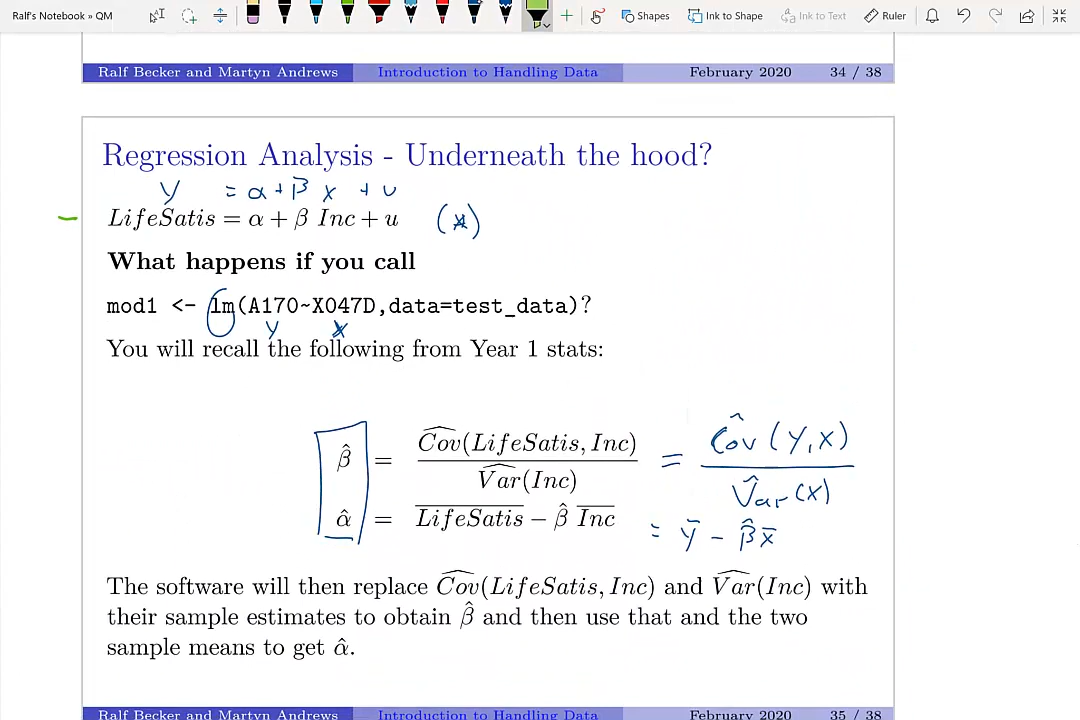 Ralf's Notebook » QM
Shapes Ink to Shape Ink to Text Ruler
Ralf Becker and Martyn Andrews Introduction to Handling Data February 2020 34 / 38
Regression Analysis - Underneath the hood?
y = α + β x + u
LifeSatis = α + β Inc + u (*)
What happens if you call
mod1 <- lm(A170~X047D,data=test_data)?
y x
You will recall the following from Year 1 stats:
β̂ = Ĉov(LifeSatis, Inc) / V̂ar(Inc) = Ĉov(y,x) / V̂ar(x)
α̂ = \overline{LifeSatis} − β̂ \overline{Inc} = ȳ − β̂x̄
The software will then replace Ĉov(LifeSatis, Inc) and V̂ar(Inc) with
their sample estimates to obtain β̂ and then use that and the two
sample means to get α̂.
Ralf Becker and Martyn Andrews Introduction to Handling Data February 2020 35 / 38